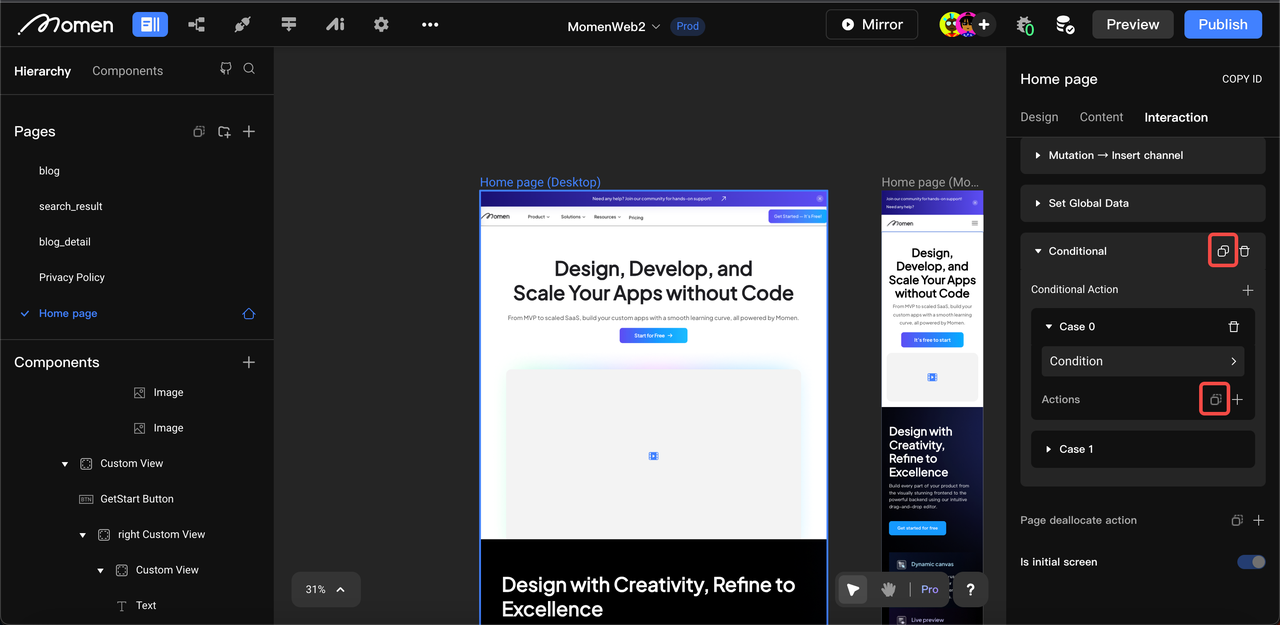 Momen
MomenWeb2
Prod
Mirror
0
Preview
Publish
Hierarchy
Components
Pages
blog
search_result
blog_detail
Privacy Policy
Home page
Components
Image
Image
Custom View
BTN
GetStart Button
right Custom View
Custom View
Text
Home page (Desktop)
Need any help? Join our community for hands-on support!
Momen
Product
Solutions
Resources
Pricing
Get Started — It's Free!
Design, Develop, and
Scale Your Apps without Code
From MVP to scaled SaaS, build your custom apps with a smooth learning curve, all powered by Momen.
Start for Free →
Design with Creativity, Refine to
Excellence
31%
Home page (Mo...
Join our community for hands-on support!
Need any help?
Momen
Design,
Develop, and
Scale Your Apps
without Code
From MVP to scaled SaaS, build your
custom apps with a smooth learning
curve, all powered by Momen.
It's free to start
Design with
Creativity,
Refine to
Excellence
Build every part of your product from
the visually stunning frontend to the
powerful backend using our intuitive
drag-and-drop editor.
Get started for free
Dynamic canvas
Live preview
Pro
?
Home page
COPY ID
Design
Content
Interaction
Mutation → Insert channel
Set Global Data
Conditional
Conditional Action
Case 0
Condition
Actions
Case 1
Page deallocate action
Is initial screen